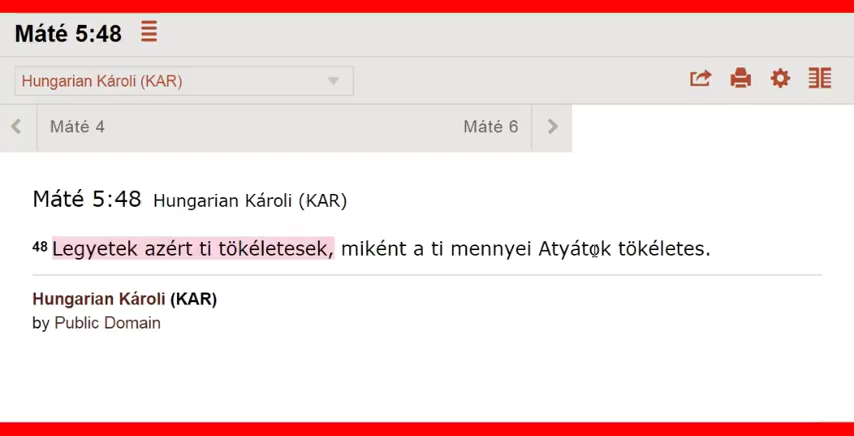 Máté 5:48
Hungarian Károli (KAR)
Máté 4
Máté 6
Máté 5:48 Hungarian Károli (KAR)
48 Legyetek azért ti tökéletesek, miként a ti mennyei Atyátok tökéletes.
Hungarian Károli (KAR)
by Public Domain